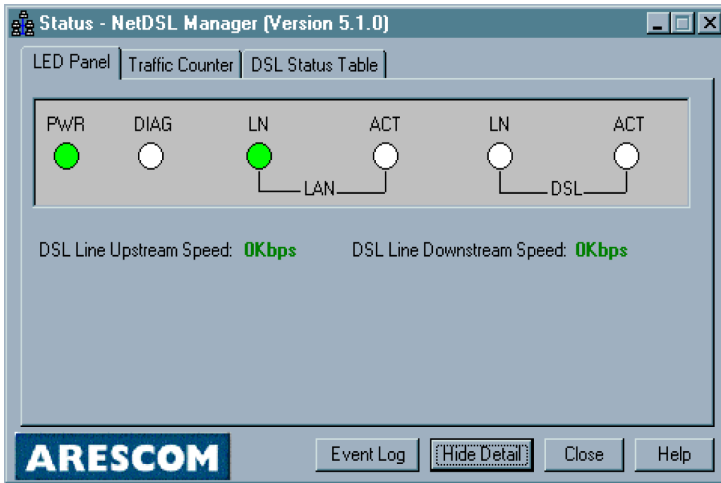 Status - NetDSL Manager (Version 5.1.0)
LED Panel Traffic Counter DSL Status Table
PWR DIAG LN ACT LN ACT
LAN DSL
DSL Line Upstream Speed: 0Kbps DSL Line Downstream Speed: 0Kbps
ARESCOM Event Log Hide Detail Close Help